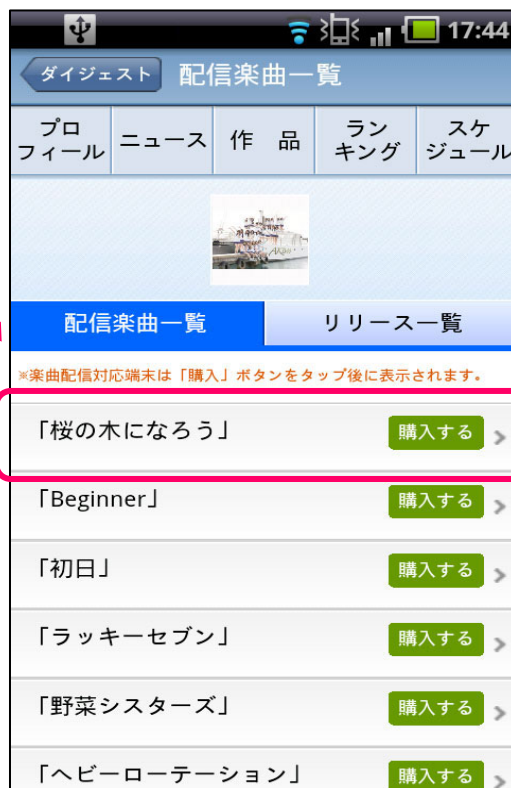 17:44
ダイジェスト 配信楽曲一覧
プロフィール ニュース 作 品 ランキング スケジュール
配信楽曲一覧 リリース一覧
※楽曲配信対応端末は「購入」ボタンをタップ後に表示されます。
「桜の木になろう」 購入する
「Beginner」 購入する
「初日」 購入する
「ラッキーセブン」 購入する
「野菜シスターズ」 購入する
「ヘビーローテーション」 購入する